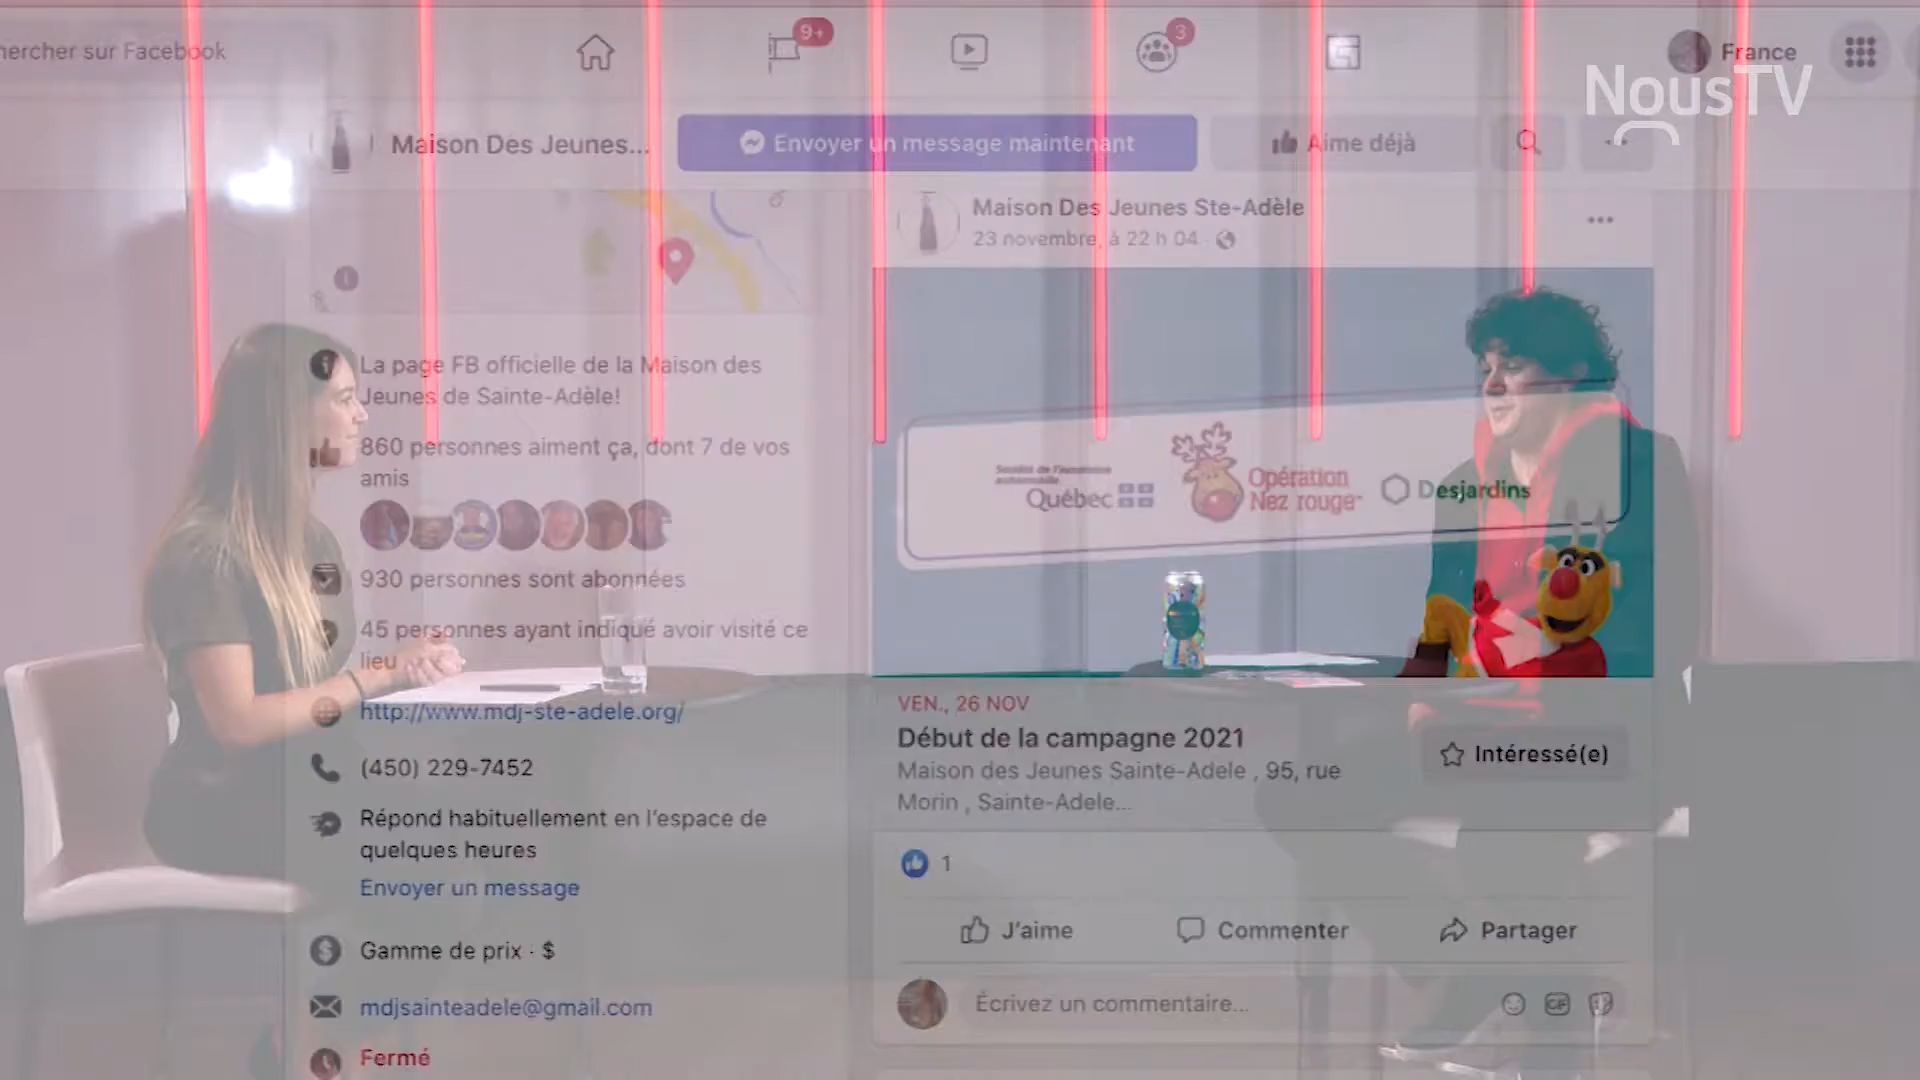 hercher sur Facebook
9+
3
France
NousTV
Maison Des Jeunes...
Envoyer un message maintenant
Aime déjà
Maison Des Jeunes Ste-Adèle
23 novembre, à 22 h 04
La page FB officielle de la Maison des
Jeunes de Sainte-Adèle!
860 personnes aiment ça, dont 7 de vos
amis
930 personnes sont abonnées
45 personnes ayant indiqué avoir visité ce
lieu
http://www.mdj-ste-adele.org/
(450) 229-7452
Répond habituellement en l'espace de
quelques heures
Envoyer un message
Gamme de prix · $
mdjsainteadele@gmail.com
Fermé
Société de l'assurance
automobile
Québec
Opération
Nez rouge
Desjardins
VEN., 26 NOV
Début de la campagne 2021
Maison des Jeunes Sainte-Adele , 95, rue
Morin , Sainte-Adele...
Intéressé(e)
1
J'aime
Commenter
Partager
Écrivez un commentaire...
GIF